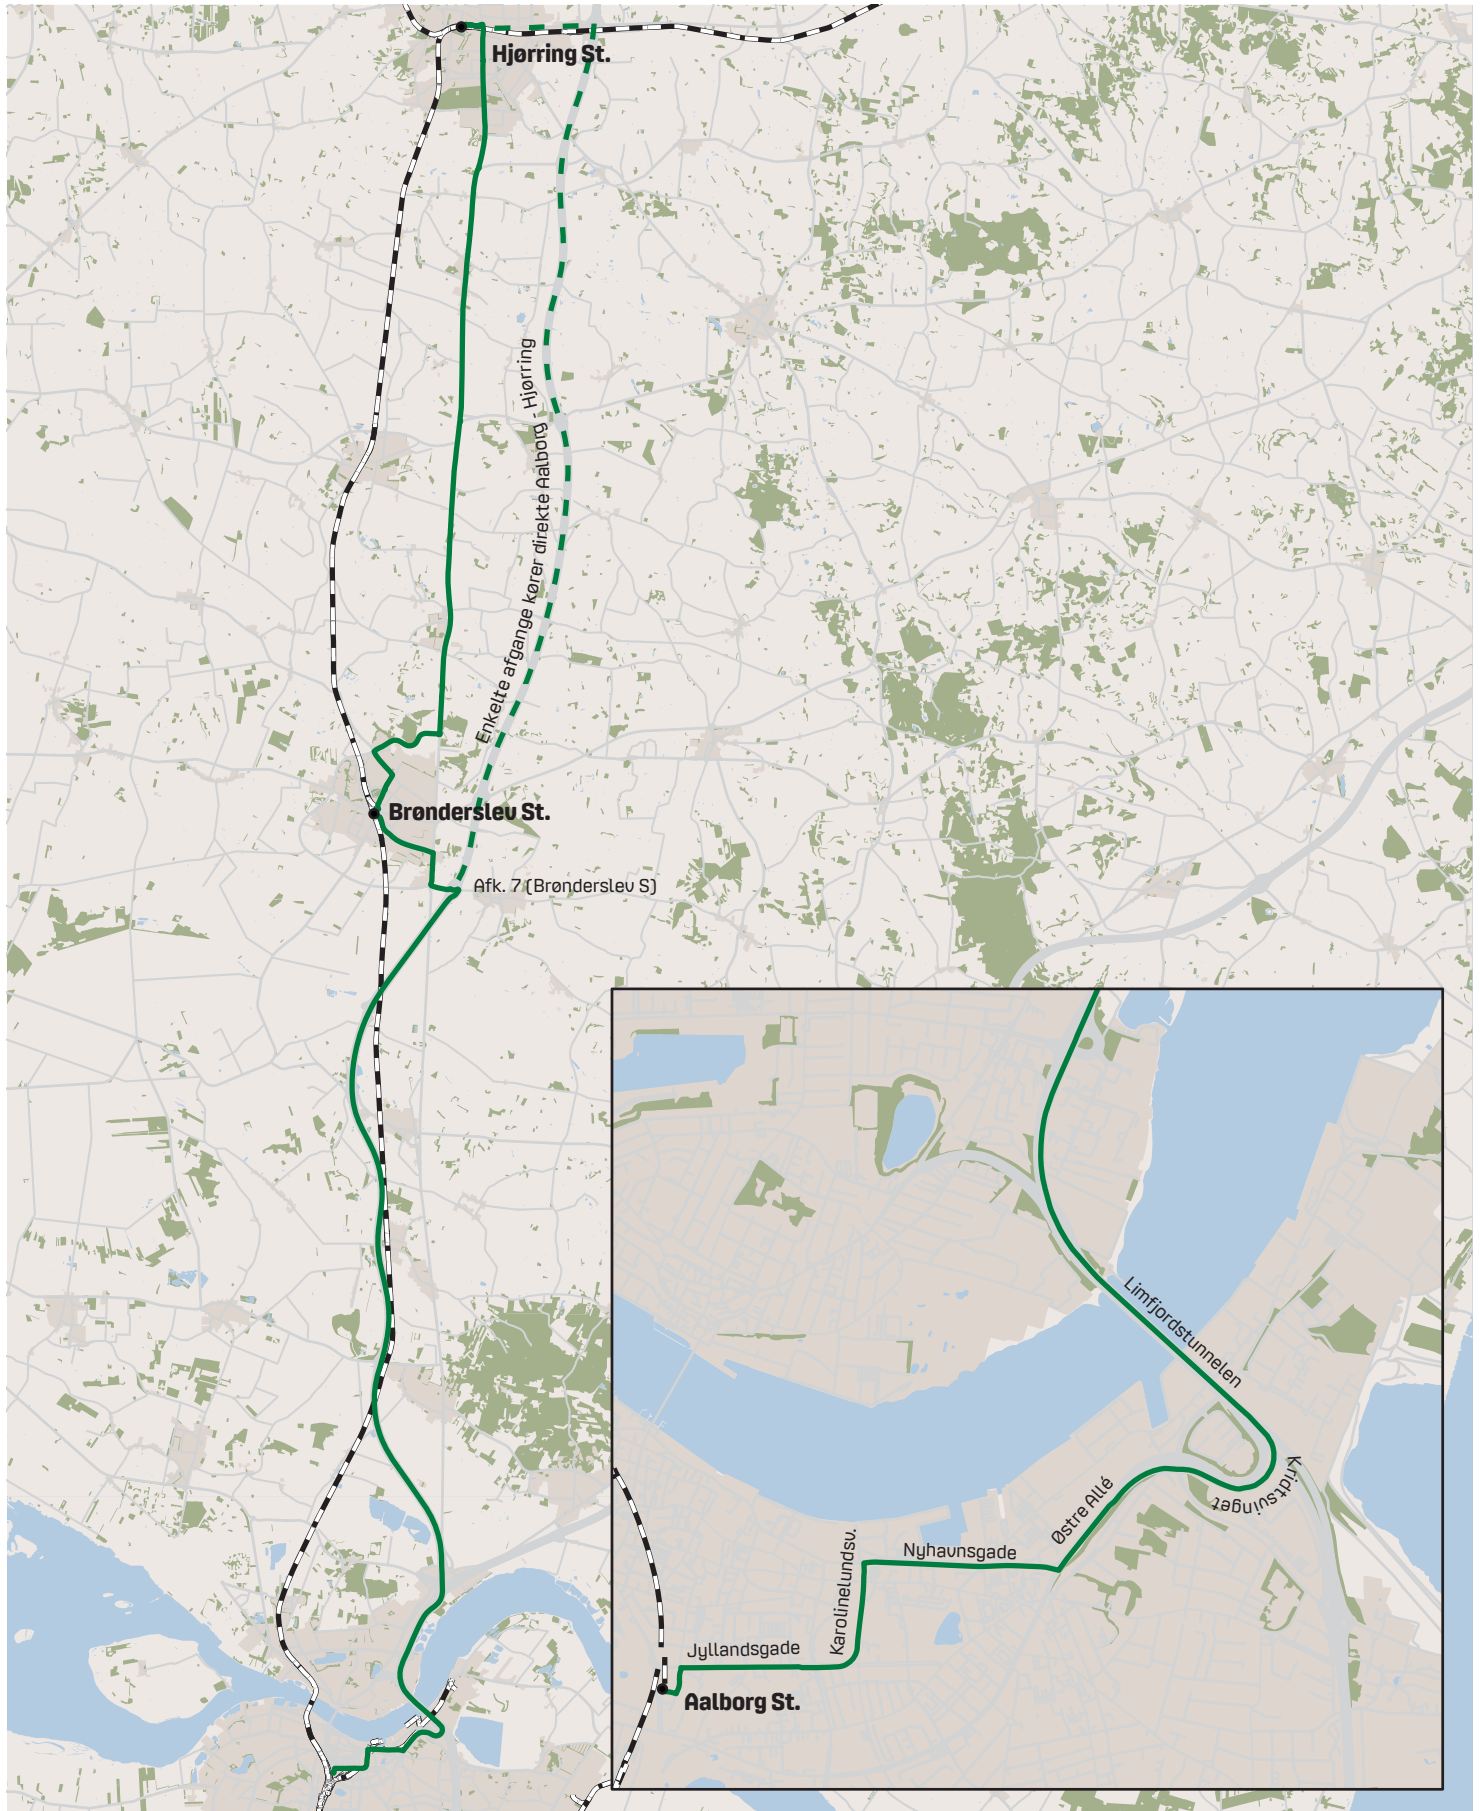 Hjørring St.
Enkelte afgange kører direkte Aalborg - Hjørring
Brønderslev St.
Afk. 7 (Brønderslev S)
Limfjordstunnelen
Kridtsvinget
Østre Allé
Nyhavnsgade
Karolinelundsv.
Jyllandsgade
Aalborg St.